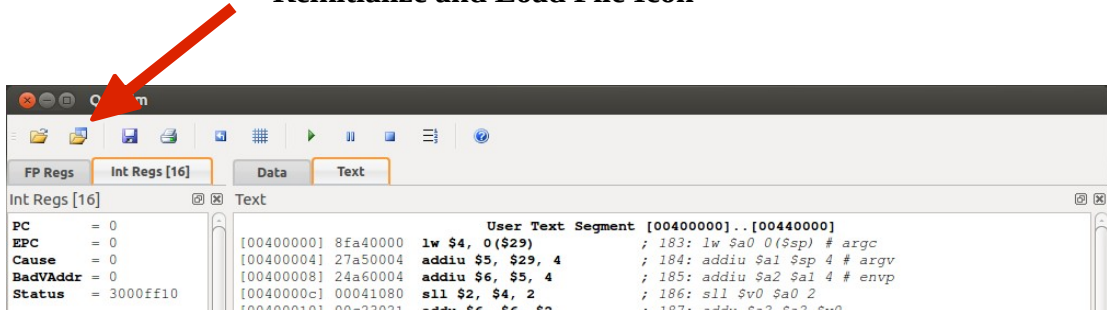 Reinitialize and Load File Icon
FP Regs Int Regs [16] Data Text
Int Regs [16] Text
PC = 0
EPC = 0
Cause = 0
BadVAddr = 0
Status = 3000ff10
User Text Segment [00400000]..[00440000]
[00400000] 8fa40000 lw $4, 0($29) ; 183: lw $a0 0($sp) # argc
[00400004] 27a50004 addiu $5, $29, 4 ; 184: addiu $a1 $sp 4 # argv
[00400008] 24a60004 addiu $6, $5, 4 ; 185: addiu $a2 $a1 4 # envp
[0040000c] 00041080 sll $2, $4, 2 ; 186: sll $v0 $a0 2